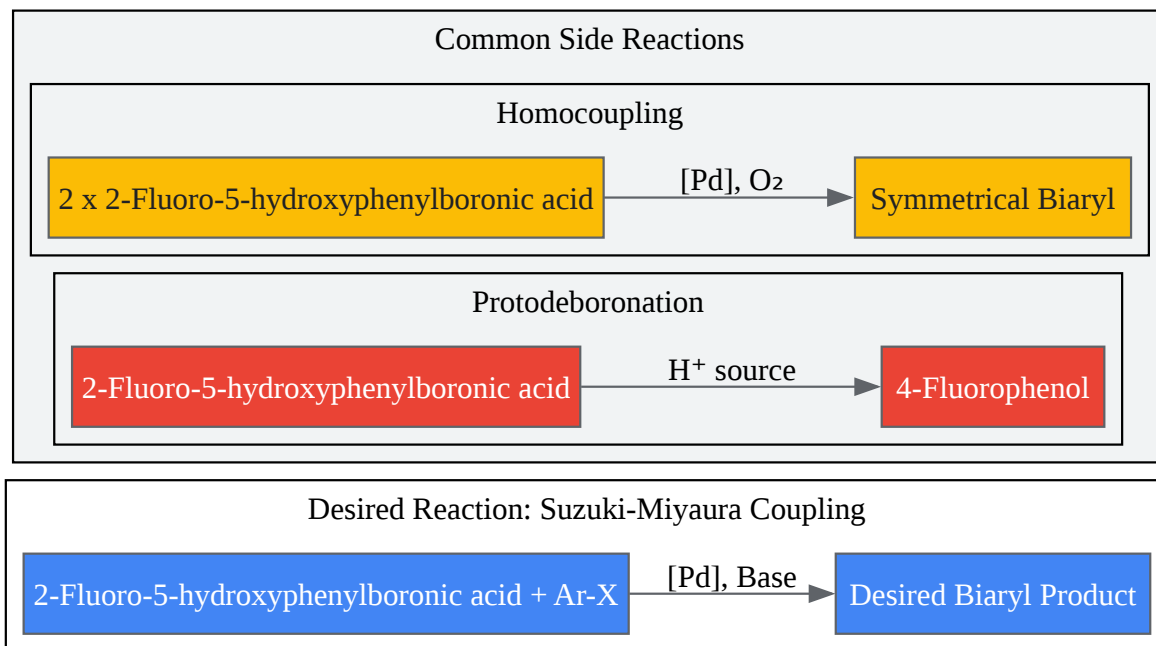 Common Side Reactions
Homocoupling
2 x 2-Fluoro-5-hydroxyphenylboronic acid
[Pd], O₂
Symmetrical Biaryl
Protodeboronation
2-Fluoro-5-hydroxyphenylboronic acid
H⁺ source
4-Fluorophenol
Desired Reaction: Suzuki-Miyaura Coupling
2-Fluoro-5-hydroxyphenylboronic acid + Ar-X
[Pd], Base
Desired Biaryl Product